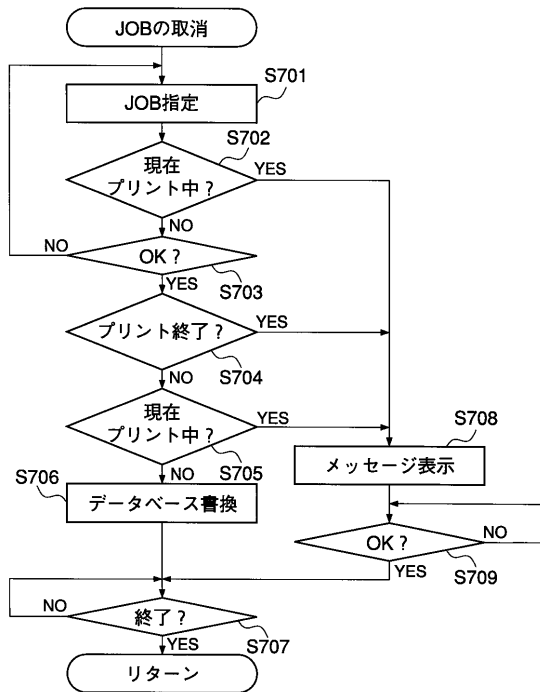 JOBの取消
S701
JOB指定
S702
現在
プリント中？
YES
NO
NO
OK？
YES
S703
プリント終了？
YES
S704
NO
現在
プリント中？
YES
S705
NO
S706
データベース書換
S708
メッセージ表示
OK？
NO
YES
S709
NO
終了？
YES
S707
リターン